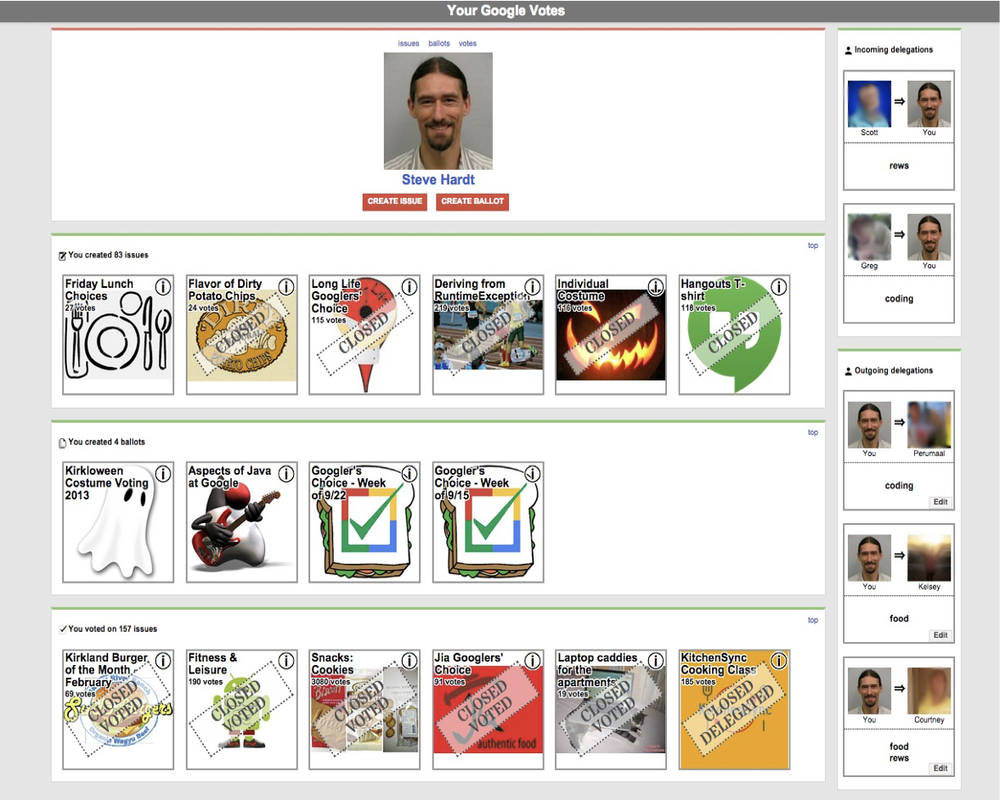 Your Google Votes
issues ballots votes
Steve Hardt
CREATE ISSUE CREATE BALLOT
You created 83 issues
top
Friday Lunch
Choices
27 votes
Flavor of Dirty
Potato Chips
24 votes
CLOSED
POTATO CHIPS
Long Life
Googlers'
Choice
115 votes
CLOSED
Deriving from
RuntimeException
219 votes
CLOSED
Individual
Costume
116 votes
CLOSED
Hangouts T-
shirt
118 votes
CLOSED
You created 4 ballots
top
Kirkloween
Costume Voting
2013
Aspects of Java
at Google
Googler's
Choice - Week
of 9/22
Googler's
Choice - Week
of 9/15
You voted on 157 issues
top
Kirkland Burger
of the Month
February
69 votes
CLOSED
VOTED
Organic Wagyu Beef
Fitness &
Leisure
190 votes
CLOSED
VOTED
Snacks:
Cookies
3080 votes
CLOSED
VOTED
Jia Googlers'
Choice
91 votes
CLOSED
VOTED
authentic food
Laptop caddies
for the
apartments
19 votes
CLOSED
VOTED
KitchenSync
Cooking Class
185 votes
CLOSED
DELEGATED
Incoming delegations
Scott You
rews
Greg You
coding
Outgoing delegations
You Perumaal
coding
Edit
You Kelsey
food
Edit
You Courtney
food
rews
Edit